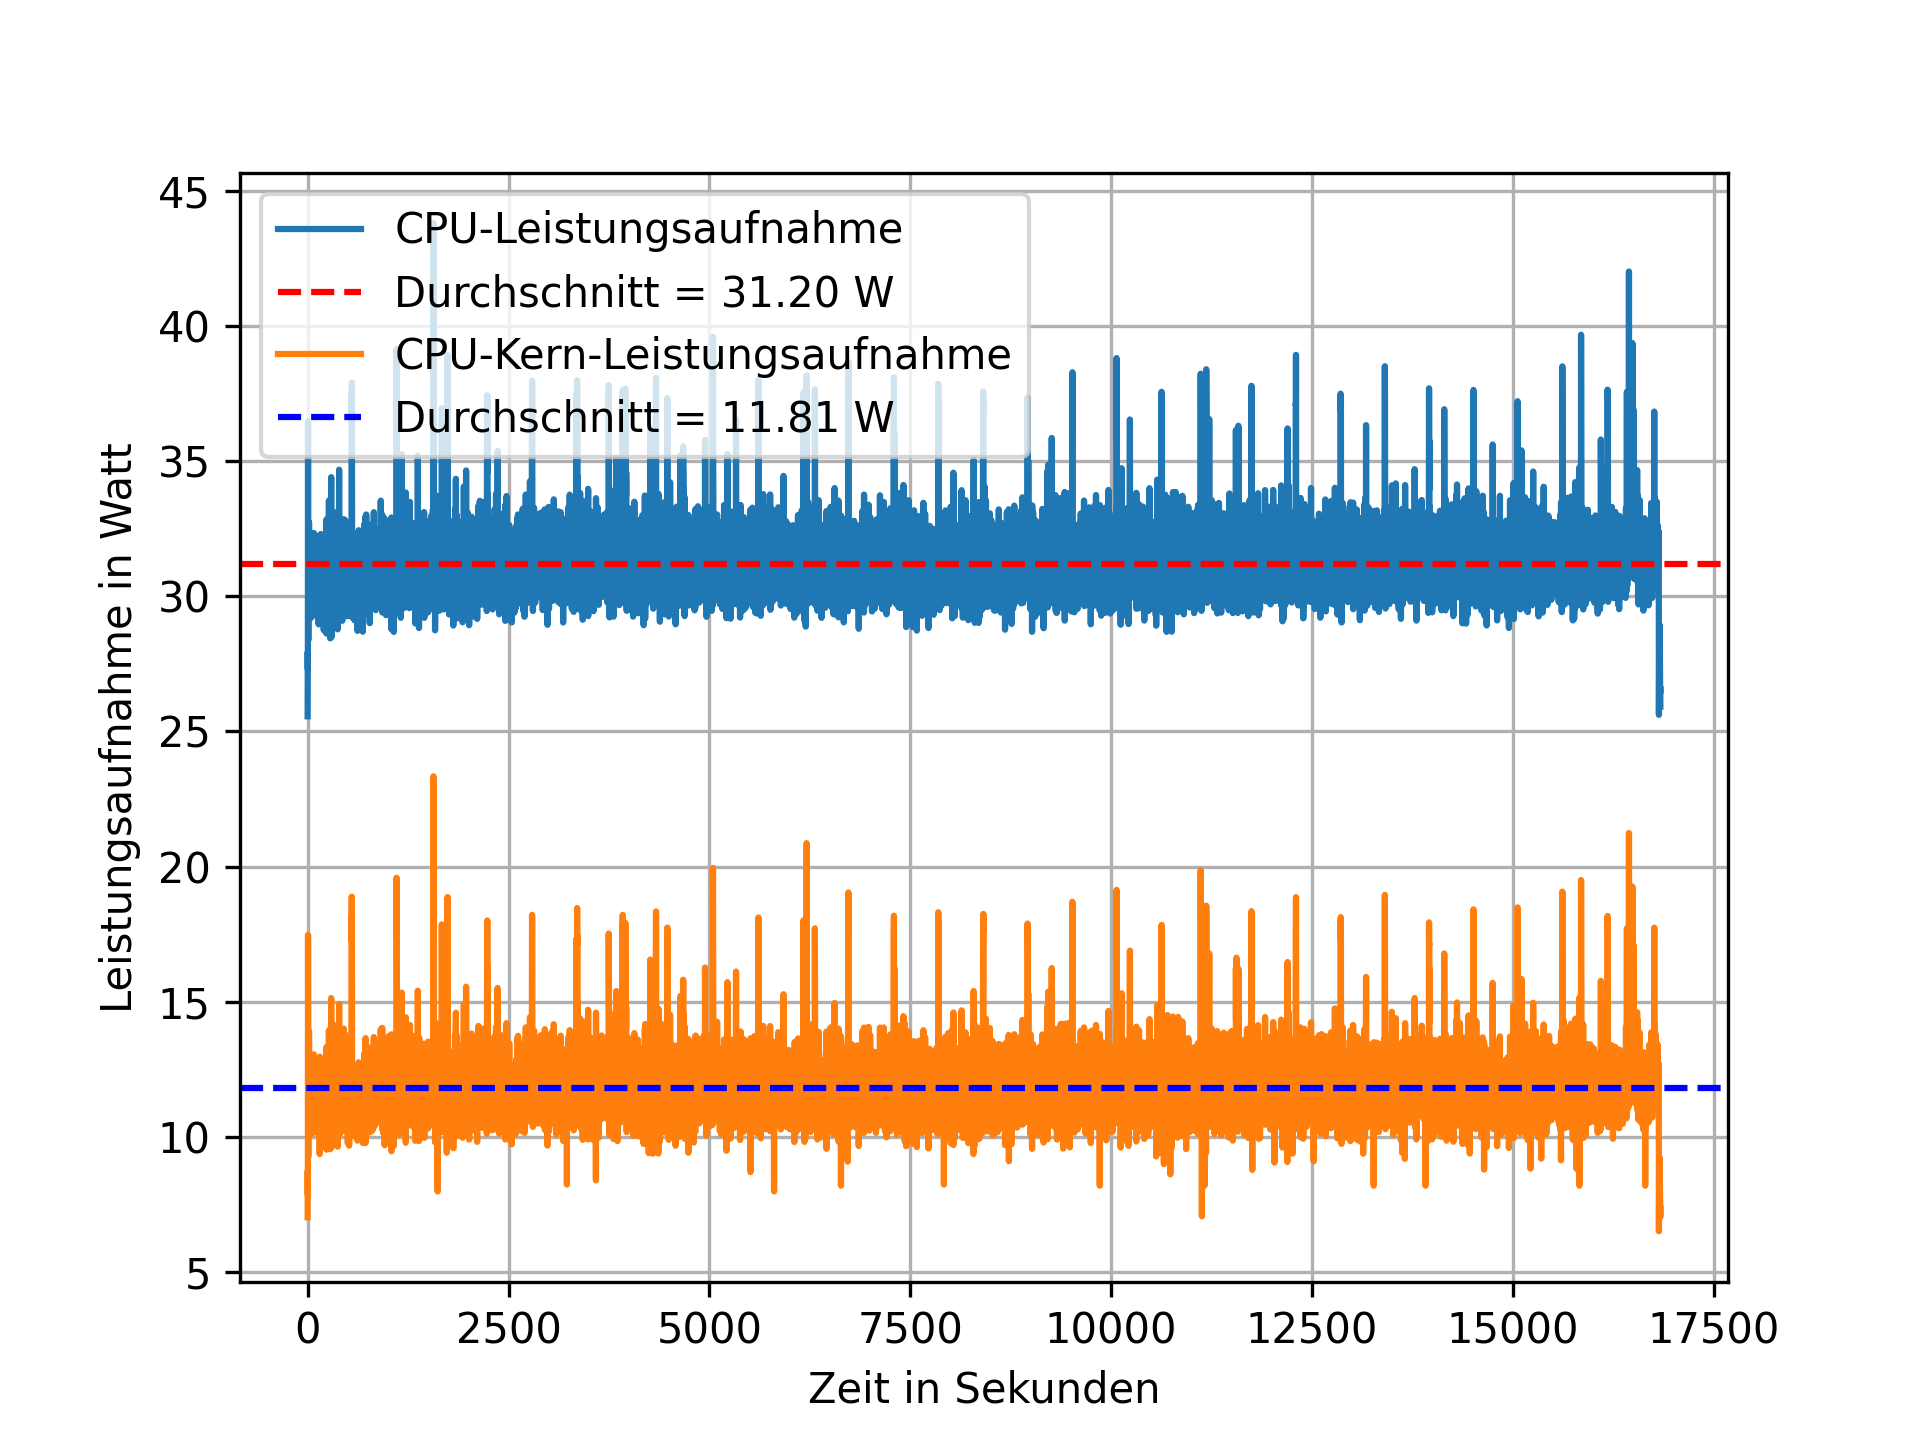 45
40
35
30
25
20
15
10
5
Leistungsaufnahme in Watt
CPU-Leistungsaufnahme
Durchschnitt = 31.20 W
CPU-Kern-Leistungsaufnahme
Durchschnitt = 11.81 W
0 2500 5000 7500 10000 12500 15000 17500
Zeit in Sekunden